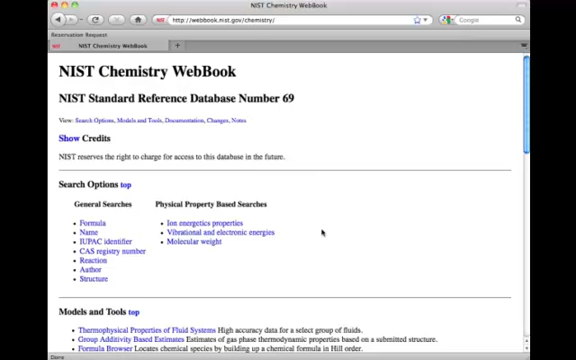 NIST Chemistry WebBook
http://webbook.nist.gov/chemistry/
Google
Reservation Request
NIST Chemistry WebBook
NIST Chemistry WebBook
NIST Standard Reference Database Number 69
View: Search Options, Models and Tools, Documentation, Changes, Notes
Show Credits
NIST reserves the right to charge for access to this database in the future.
Search Options top
General Searches
Formula
Name
IUPAC identifier
CAS registry number
Reaction
Author
Structure
Physical Property Based Searches
Ion energetics properties
Vibrational and electronic energies
Molecular weight
Models and Tools top
Thermophysical Properties of Fluid Systems High accuracy data for a select group of fluids.
Group Additivity Based Estimates Estimates of gas phase thermodynamic properties based on a submitted structure.
Formula Browser Locates chemical species by building up a chemical formula in Hill order.
Done